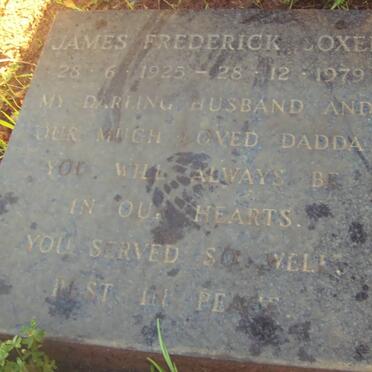 JAMES FREDERICK LOXE
28 · 6 · 1925 – 28 · 12 · 1979
MY DARLING HUSBAND AND
OUR MUCH LOVED DADDA
YOU WILL ALWAYS BE
IN OUR HEARTS.
YOU SERVED SO WELL.
REST IN PEACE